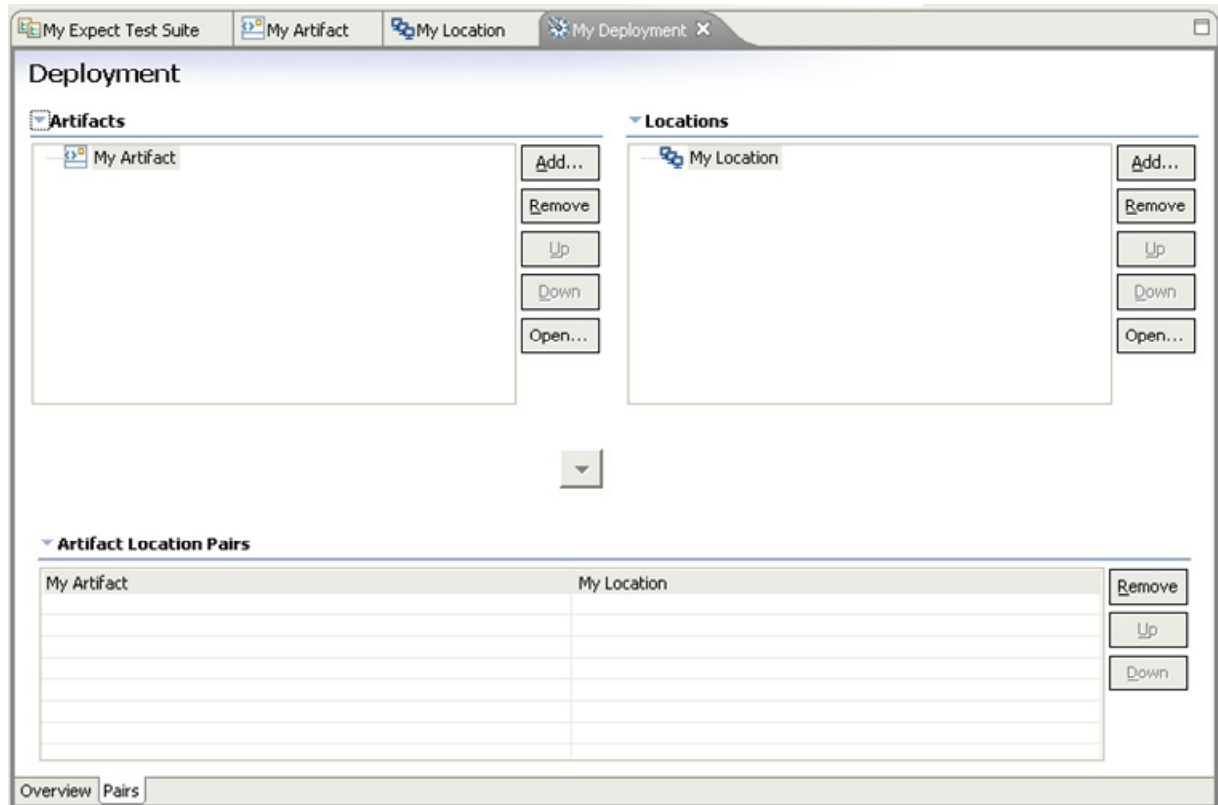 My Expect Test Suite
My Artifact
My Location
My Deployment
Deployment
Artifacts
My Artifact
Add...
Remove
Up
Down
Open...
Locations
My Location
Add...
Remove
Up
Down
Open...
Artifact Location Pairs
My Artifact My Location
Remove
Up
Down
Overview Pairs